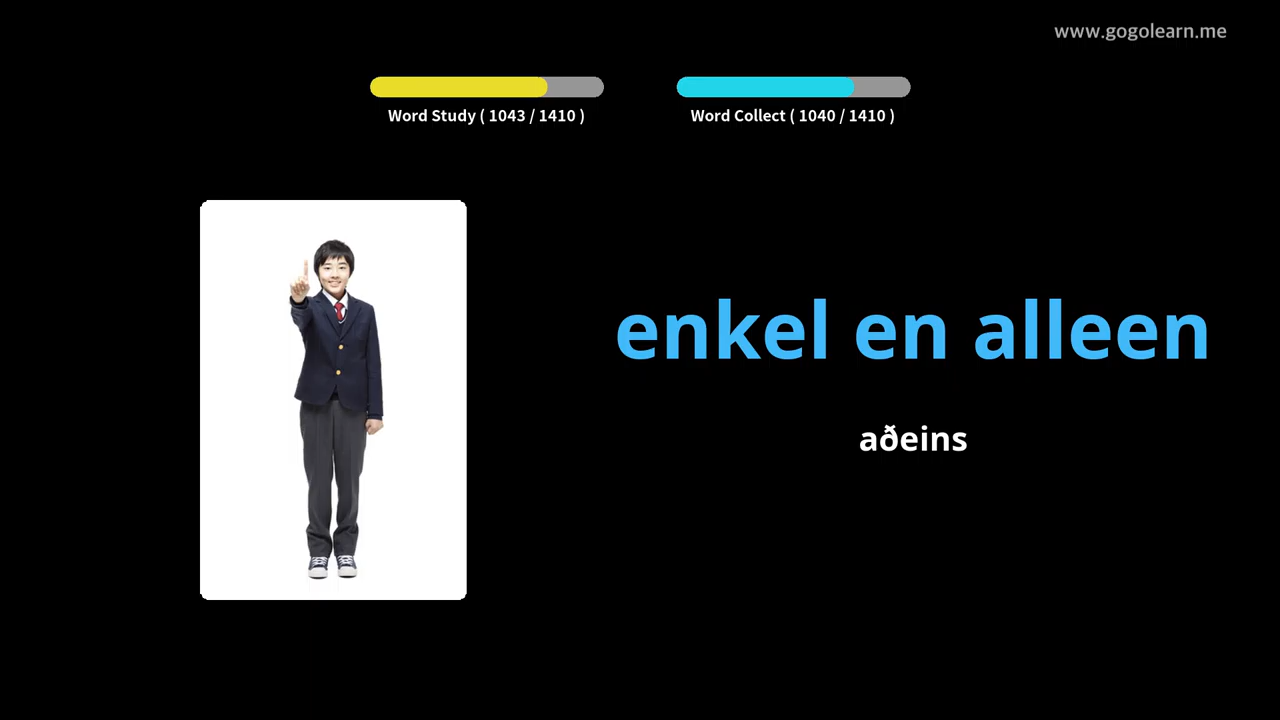 www.gogolearn.me
Word Study ( 1043 / 1410 )
Word Collect ( 1040 / 1410 )
enkel en alleen
aðeins